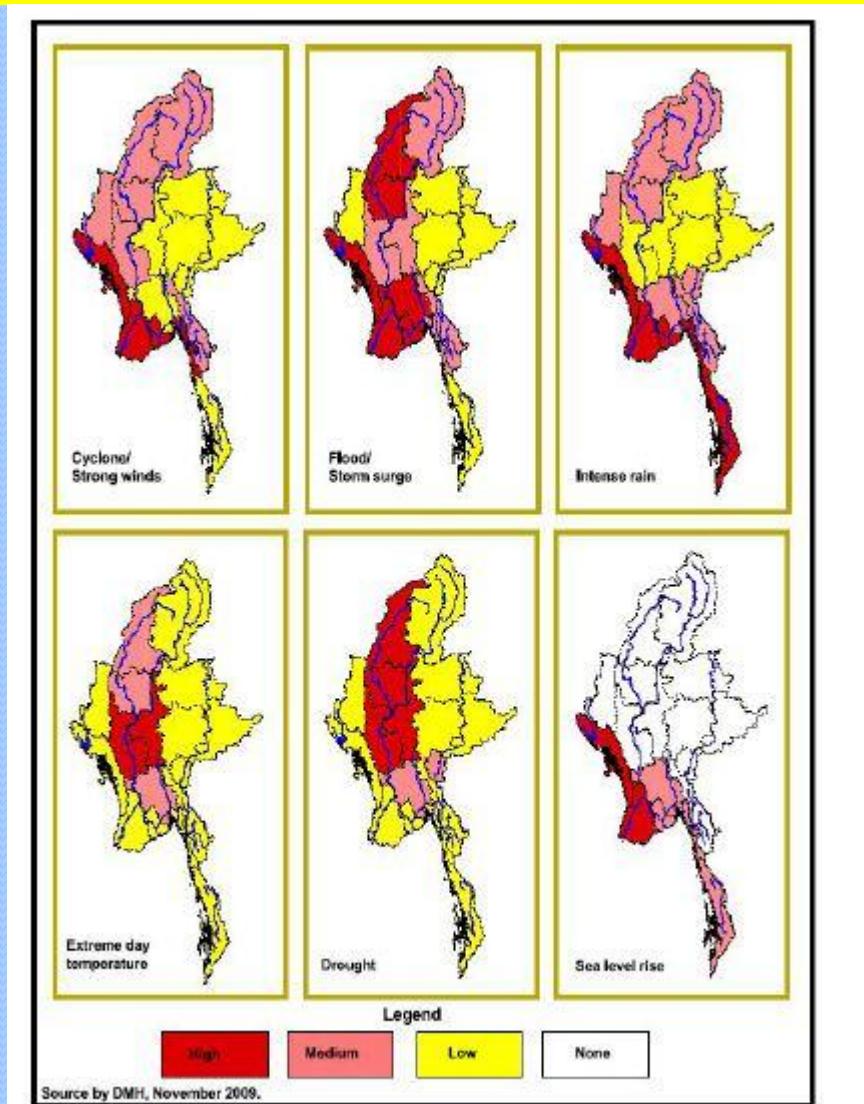 Cyclone/
Strong winds
Flood/
Storm surge
Intense rain
Extreme day
temperature
Drought
Sea level rise
Legend
High
Medium
Low
None
Source by DMH, November 2009.